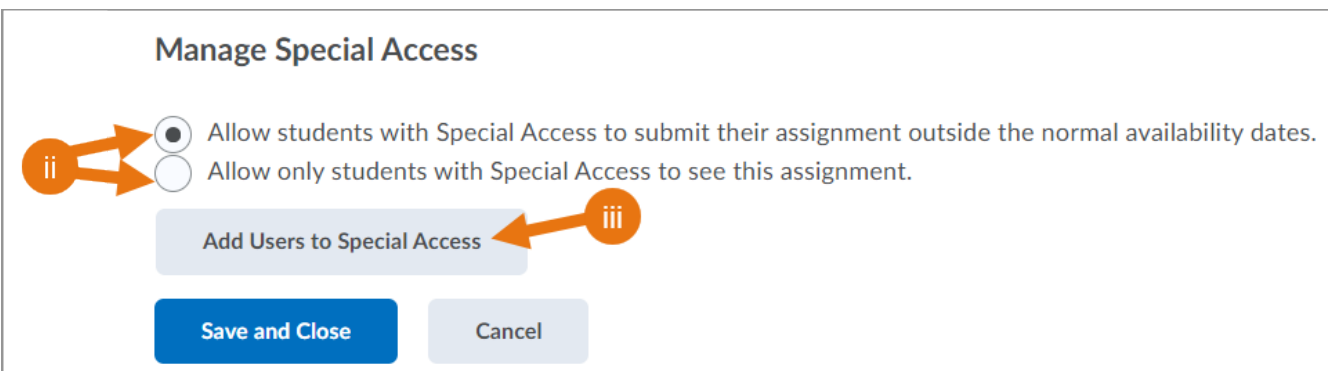 Manage Special Access
Allow students with Special Access to submit their assignment outside the normal availability dates.
ii
Allow only students with Special Access to see this assignment.
iii
Add Users to Special Access
Save and Close
Cancel